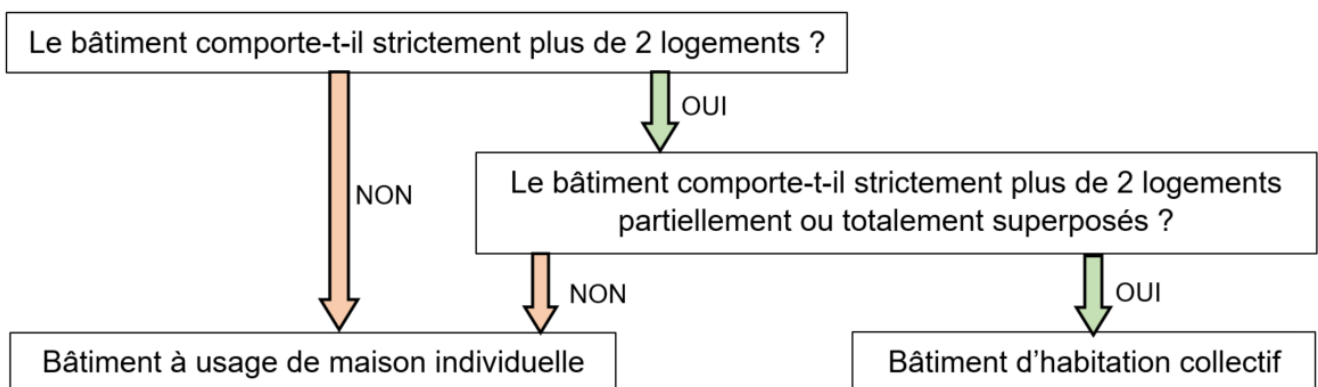 Le bâtiment comporte-t-il strictement plus de 2 logements ?
OUI
NON
Le bâtiment comporte-t-il strictement plus de 2 logements
partiellement ou totalement superposés ?
NON
OUI
Bâtiment à usage de maison individuelle
Bâtiment d’habitation collectif